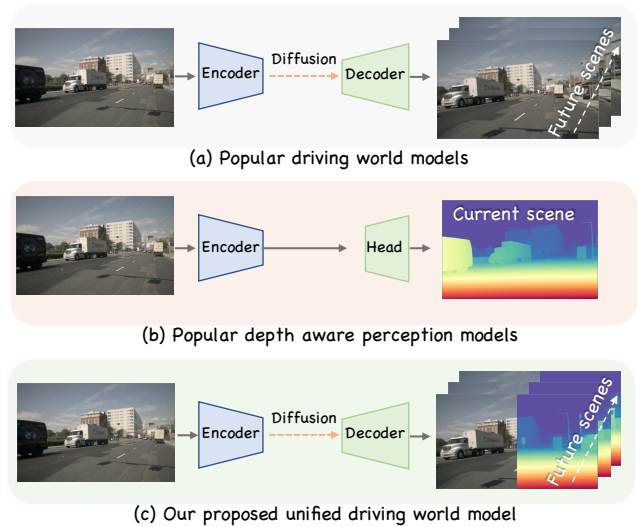 Encoder
Diffusion
Decoder
Future scenes
(a) Popular driving world models
Encoder
Head
Current scene
(b) Popular depth aware perception models
Encoder
Diffusion
Decoder
Future scenes
(c) Our proposed unified driving world model